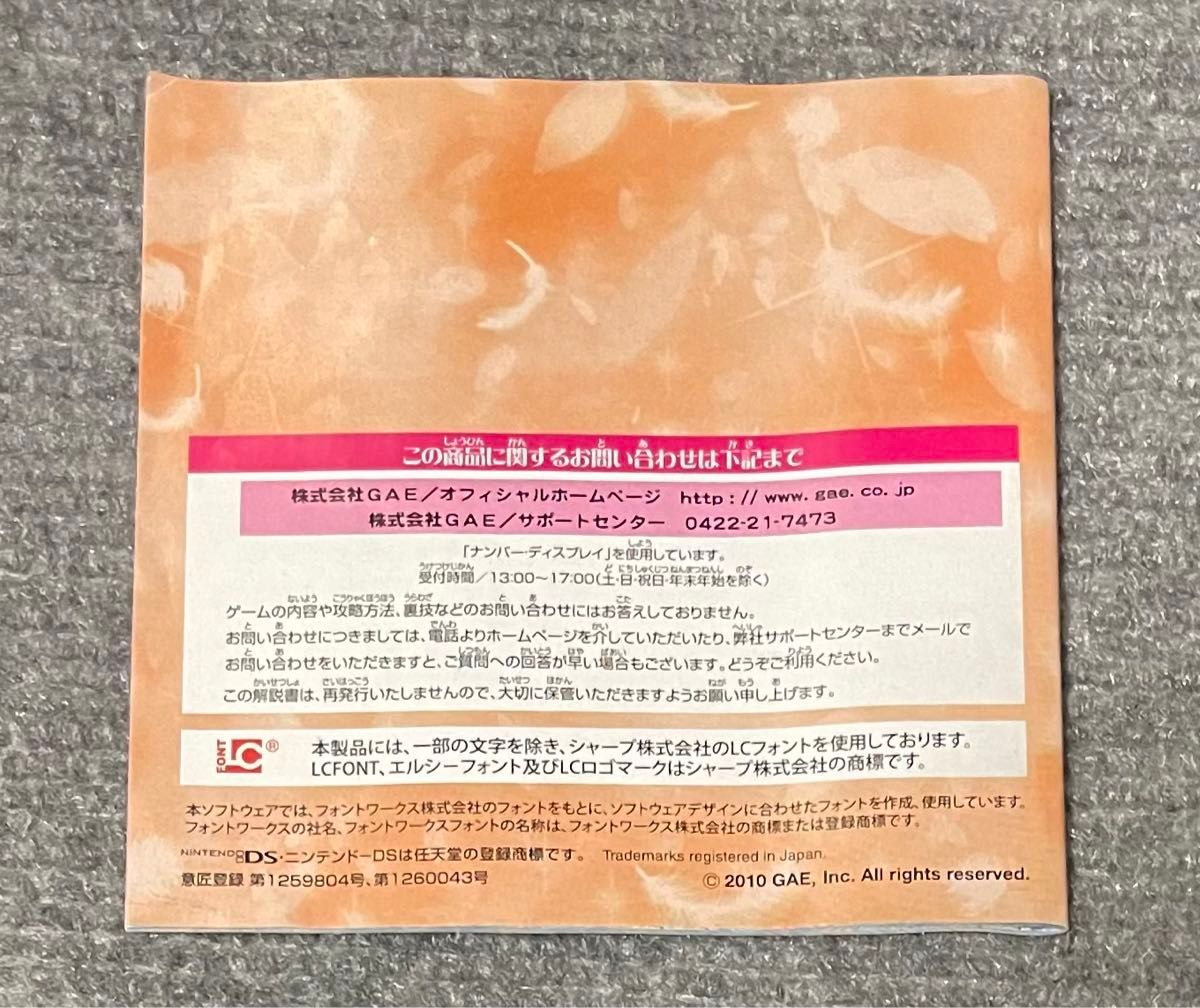 この商品に関するお問い合わせは下記まで
株式会社GAE/オフィシャルホームページ http://www.gae.co.jp
株式会社GAE/サポートセンター 0422-21-7473
「ナンバー・ディスプレイ」を使用しています。
受付時間/13:00〜17:00(土・日・祝日・年末年始を除く)
ゲームの内容や攻略方法、裏技などのお問い合わせにはお答えしておりません。
お問い合わせにつきましては、電話よりホームページを介していただいたり、弊社サポートセンターまでメールで
お問い合わせをいただきますと、ご質問への回答が早い場合もございます。どうぞご利用ください。
この解説書は、再発行いたしませんので、大切に保管いただきますようお願い申し上げます。
FONT LC® 本製品には、一部の文字を除き、シャープ株式会社のLCフォントを使用しております。
LCFONT、エルシーフォント及びLCロゴマークはシャープ株式会社の商標です。
本ソフトウェアでは、フォントワークス株式会社のフォントをもとに、ソフトウェアデザインに合わせたフォントを作成、使用しています。
フォントワークスの社名、フォントワークスフォントの名称は、フォントワークス株式会社の商標または登録商標です。
NINTENDO DS・ニンテンドーDSは任天堂の登録商標です。 Trademarks registered in Japan.
意匠登録 第1259804号、第1260043号
© 2010 GAE, Inc. All rights reserved.